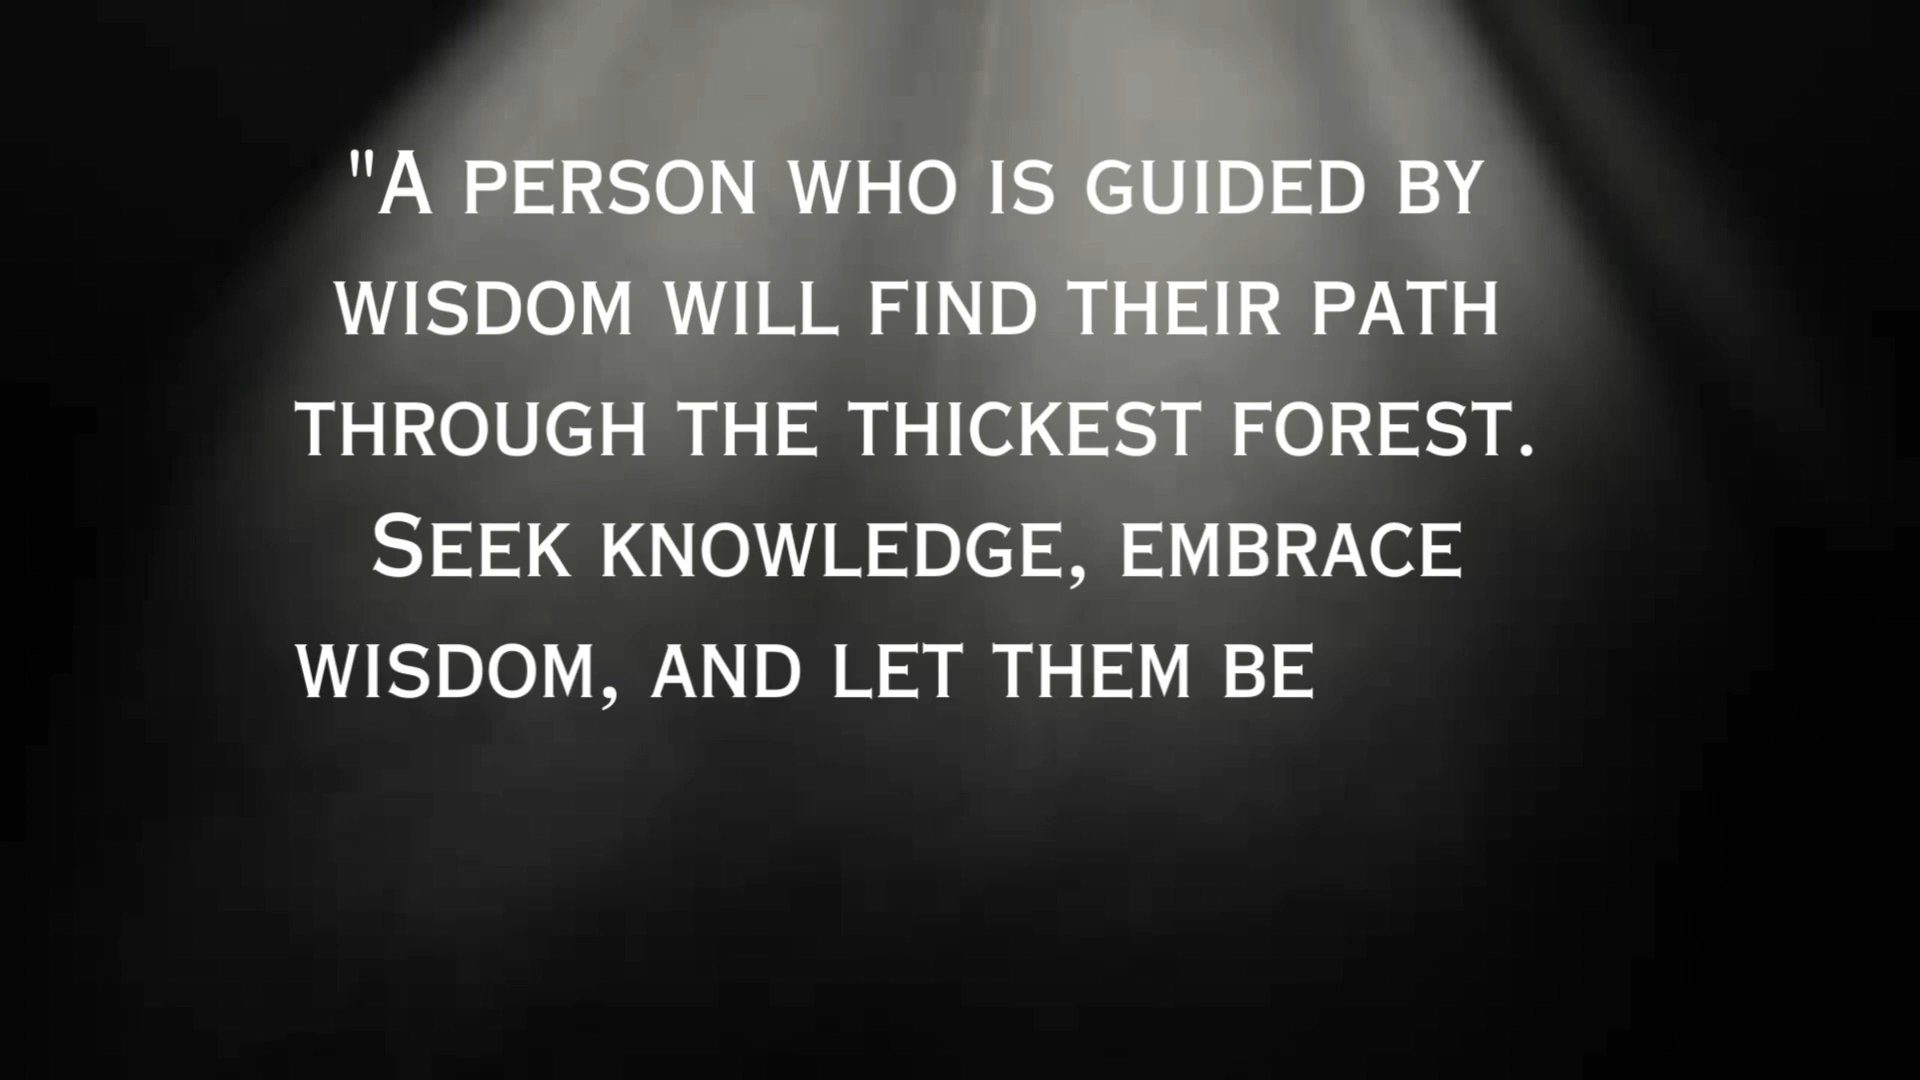 "A person who is guided by
wisdom will find their path
through the thickest forest.
Seek knowledge, embrace
wisdom, and let them be